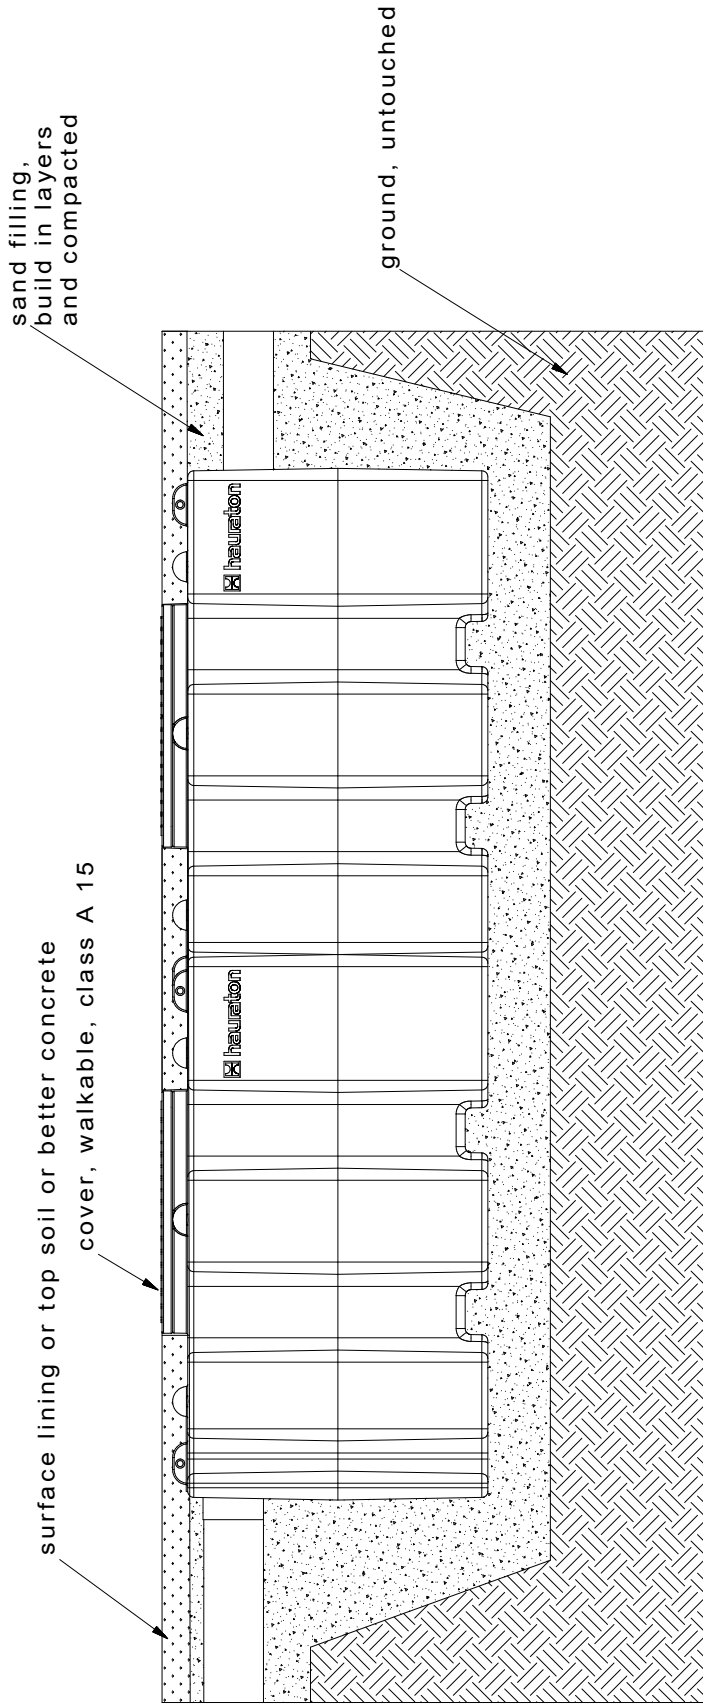 surface lining or top soil or better concrete
cover, walkable, class A 15
sand filling,
build in layers
and compacted
ground, untouched
hauraton
hauraton